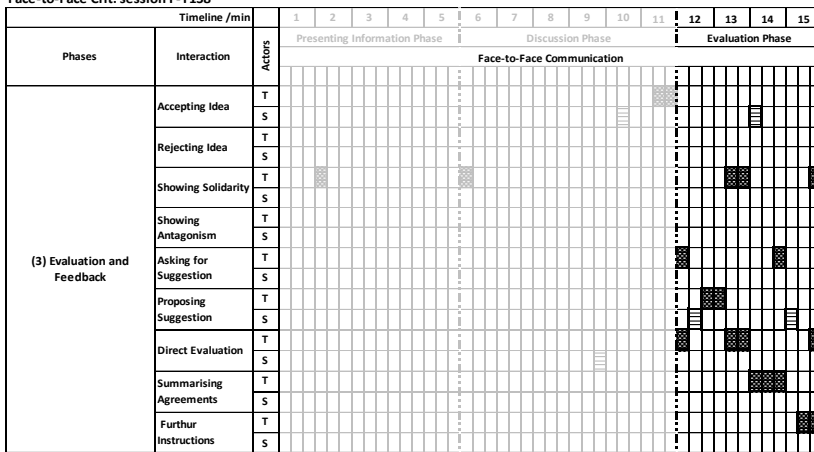 Timeline /min 1 2 3 4 5 6 7 8 9 10 11 12 13 14 15
Phases Interaction Actors Presenting Information Phase Discussion Phase Evaluation Phase
Face-to-Face Communication
(3) Evaluation and
Feedback
Accepting Idea T
S
Rejecting Idea T
S
Showing Solidarity T
S
Showing
Antagonism
T
S
Asking for
Suggestion
T
S
Proposing
Suggestion
T
S
Direct Evaluation T
S
Summarising
Agreements
T
S
Furthur
Instructions
T
S